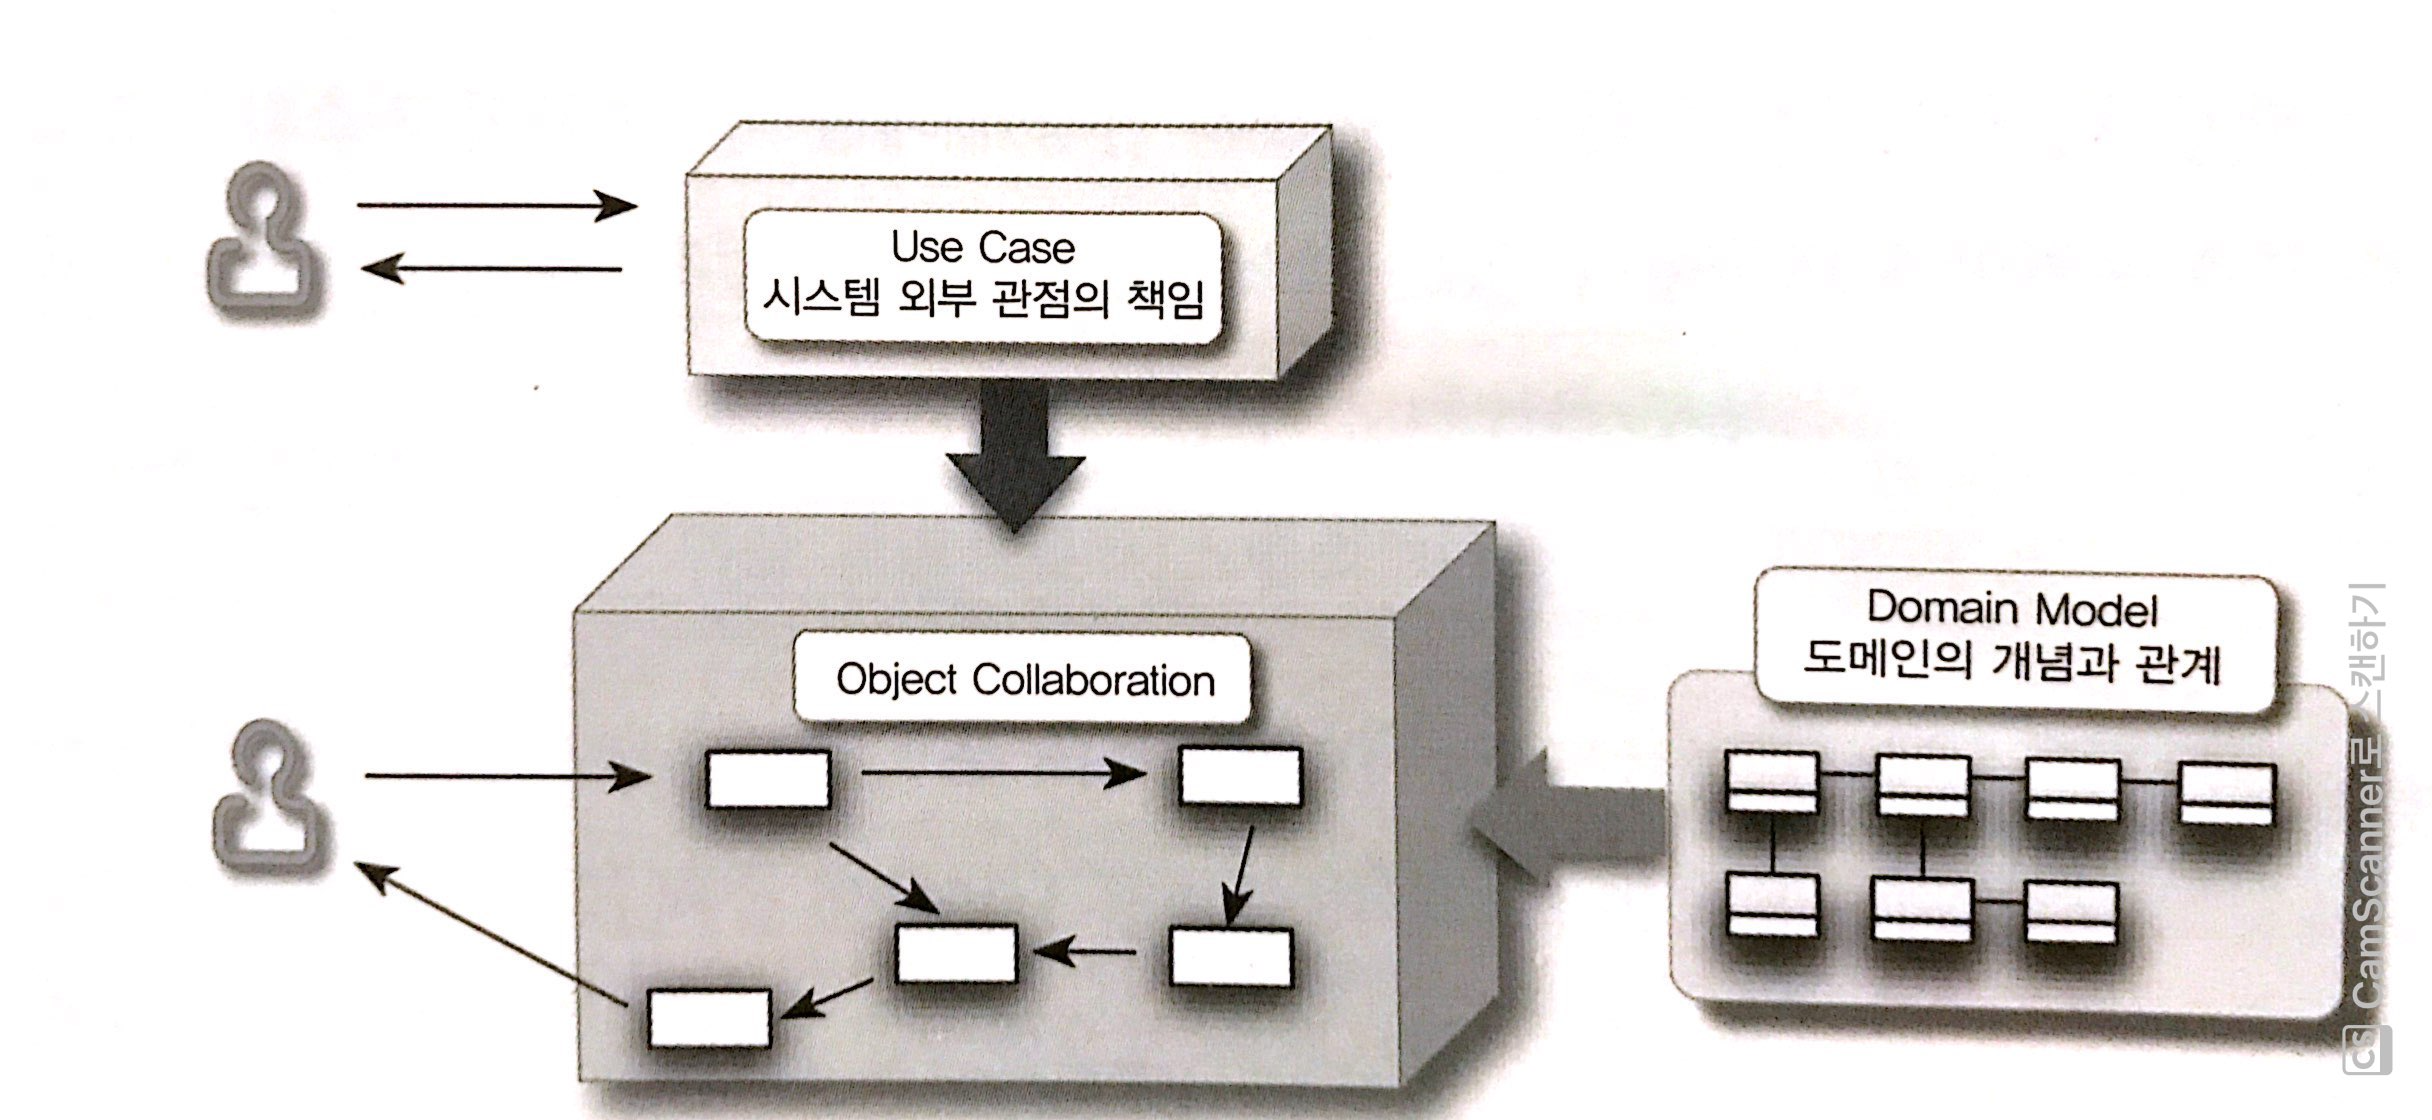 Use Case
시스템 외부 관점의 책임
Object Collaboration
Domain Model
도메인의 개념과 관계
CS CamScanner로 스캔하기